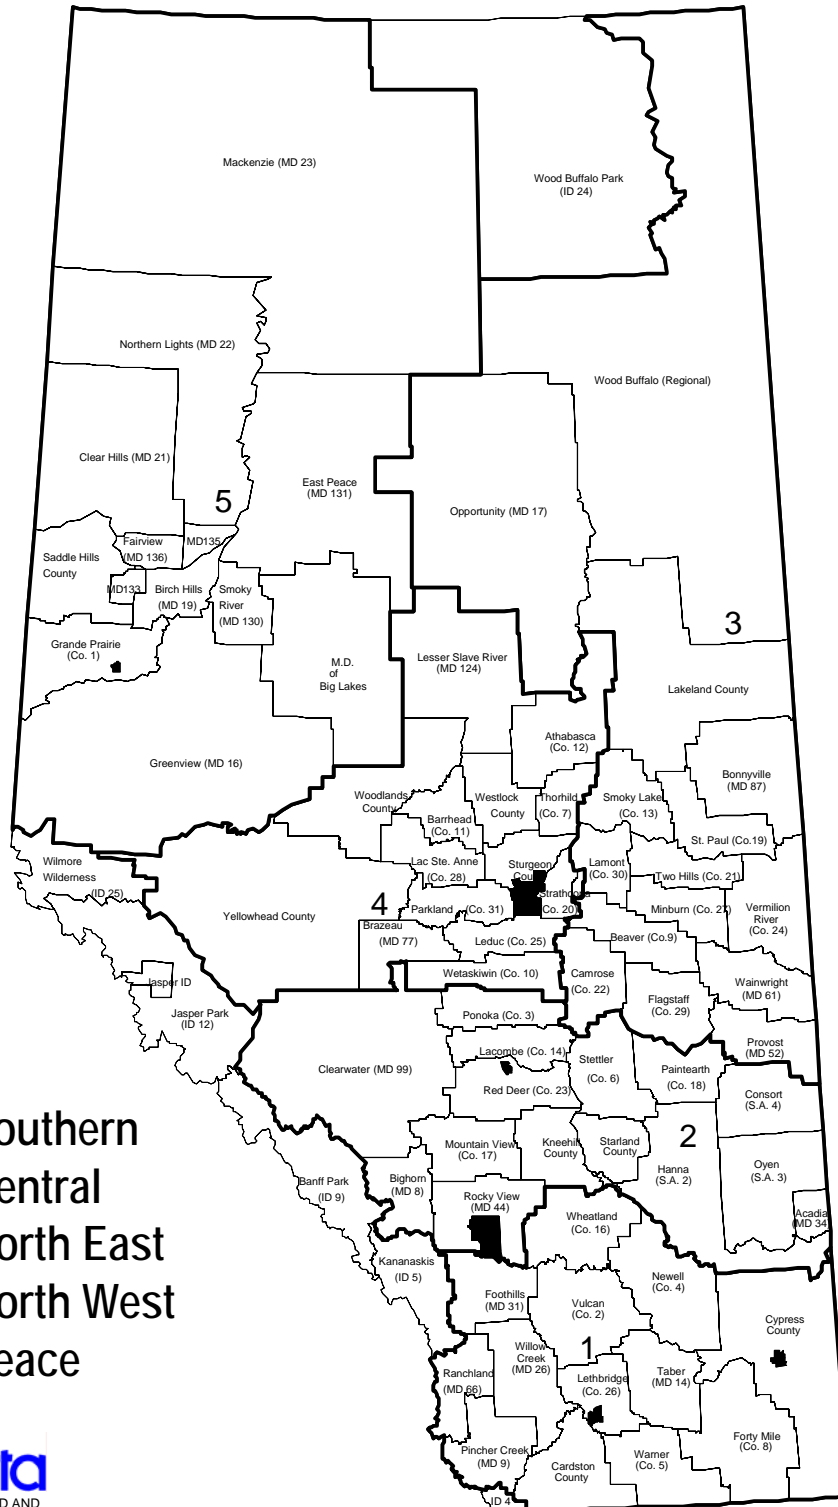 Mackenzie (MD 23)
Wood Buffalo Park
(ID 24)
Northern Lights (MD 22)
Wood Buffalo (Regional)
Clear Hills (MD 21)
5
East Peace
(MD 131)
Opportunity (MD 17)
Fairview
(MD 136)
MD135
Saddle Hills
County
MD133
Birch Hills
(MD 19)
Smoky
River
(MD 130)
3
Grande Prairie
(Co. 1)
M.D.
of
Big Lakes
Lesser Slave River
(MD 124)
Lakeland County
Athabasca
(Co. 12)
Greenview (MD 16)
Bonnyville
(MD 87)
Woodlands
County
Westlock
County
Thorhild
(Co. 7)
Smoky Lake
(Co. 13)
Barrhead
(Co. 11)
St. Paul (Co.19)
Wilmore
Wilderness
(ID 25)
Lac Ste. Anne
(Co. 28)
Sturgeon
Lamont
(Co. 30)
Two Hills (Co. 21)
Yellowhead County
4
Parkland (Co. 31)
(Co. 20)
Minburn (Co. 27)
Vermilion
River
(Co. 24)
Brazeau
(MD 77)
Leduc (Co. 25)
Beaver (Co.9)
Wetaskiwin (Co. 10)
Camrose
(Co. 22)
Wainwright
(MD 61)
Jasper ID
Flagstaff
(Co. 29)
Jasper Park
(ID 12)
Ponoka (Co. 3)
Provost
(MD 52)
Lacombe (Co. 14)
Stettler
(Co. 6)
Clearwater (MD 99)
Paintearth
(Co. 18)
Red Deer (Co. 23)
Consort
(S.A. 4)
outhern
2
Mountain View
(Co. 17)
Kneehill
County
Starland
County
Hanna
(S.A. 2)
Oyen
(S.A. 3)
entral
Banff Park
(ID 9)
Bighorn
(MD 8)
Rocky View
(MD 44)
Wheatland
(Co. 16)
Acadia
(MD 34)
orth East
Kananaskis
(ID 5)
orth West
Foothills
(MD 31)
Newell
(Co. 4)
Vulcan
(Co. 2)
Cypress
County
eace
1
Willow
Creek
(MD 26)
Ranchland
(MD 66)
Lethbridge
(Co. 26)
Taber
(MD 14)
Pincher Creek
(MD 9)
Cardston
County
Warner
(Co. 5)
Forty Mile
(Co. 8)
ta
D AND
ID 4